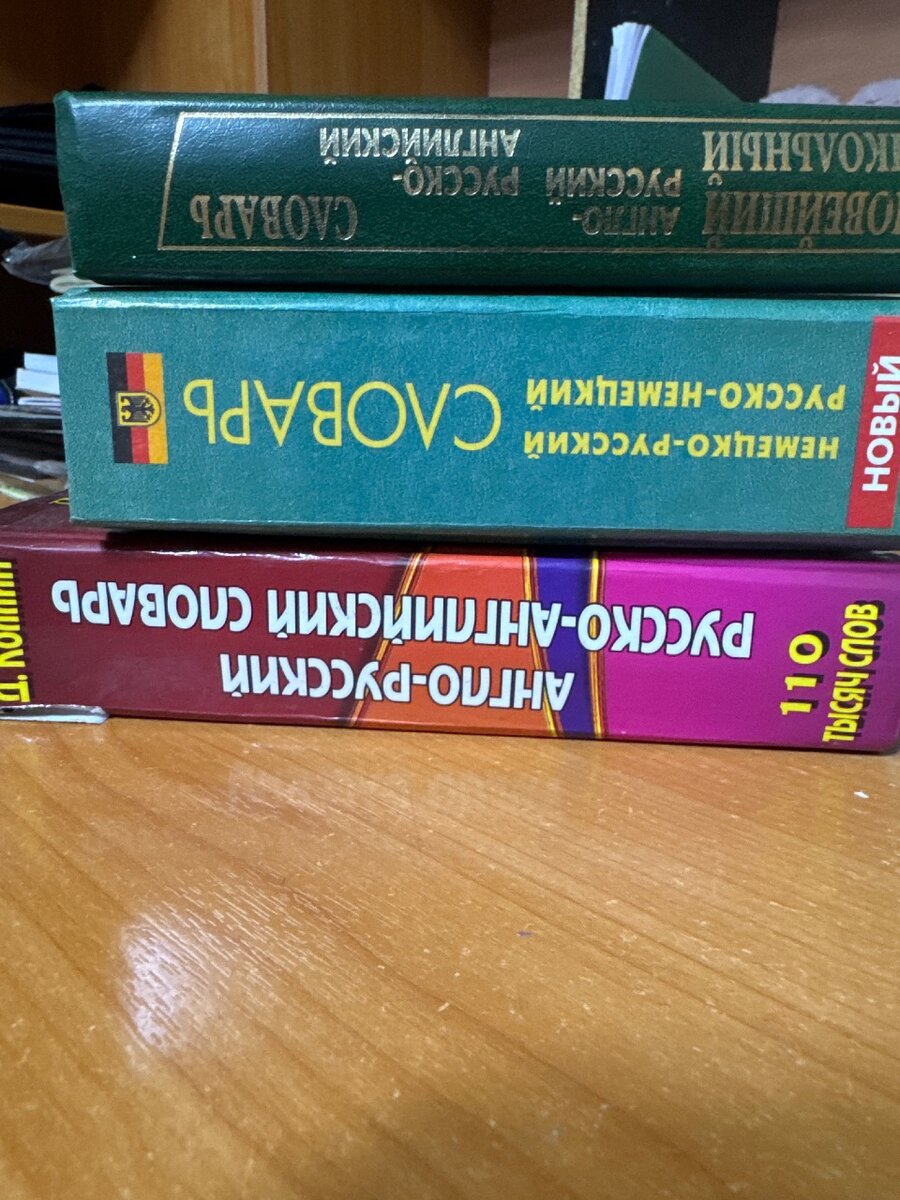 НОВЕЙШИЙ
ШКОЛЬНЫЙ
АНГЛО-
РУССКИЙ
РУССКО-
АНГЛИЙСКИЙ
СЛОВАРЬ
НОВЫЙ
НЕМЕЦКО-РУССКИЙ
РУССКО-НЕМЕЦКИЙ
СЛОВАРЬ
110
ТЫСЯЧ СЛОВ
АНГЛО-РУССКИЙ
РУССКО-АНГЛИЙСКИЙ СЛОВАРЬ
Д.